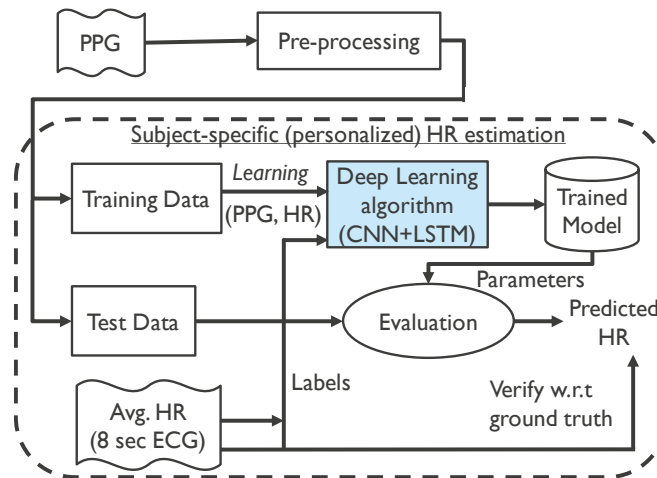 PPG
Pre-processing
Subject-specific (personalized) HR estimation
Training Data
Learning
(PPG, HR)
Deep Learning
algorithm
(CNN+LSTM)
Trained
Model
Parameters
Test Data
Evaluation
Predicted
HR
Labels
Avg. HR
(8 sec ECG)
Verify w.r.t
ground truth